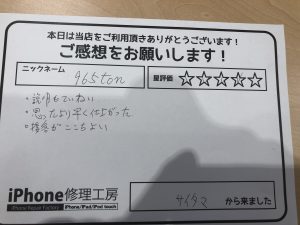 本日は当店をご利用頂きありがとうございます！
ご感想をお願いします！
ニックネーム 965ton 星評価 ☆☆☆☆☆
・説明もていねい
・思ったより早く仕上がった
・接客がここちよい
iPhone修理工房
iPhone Repair Factory iPhone/iPad/iPod touch
サイタマ から来ました